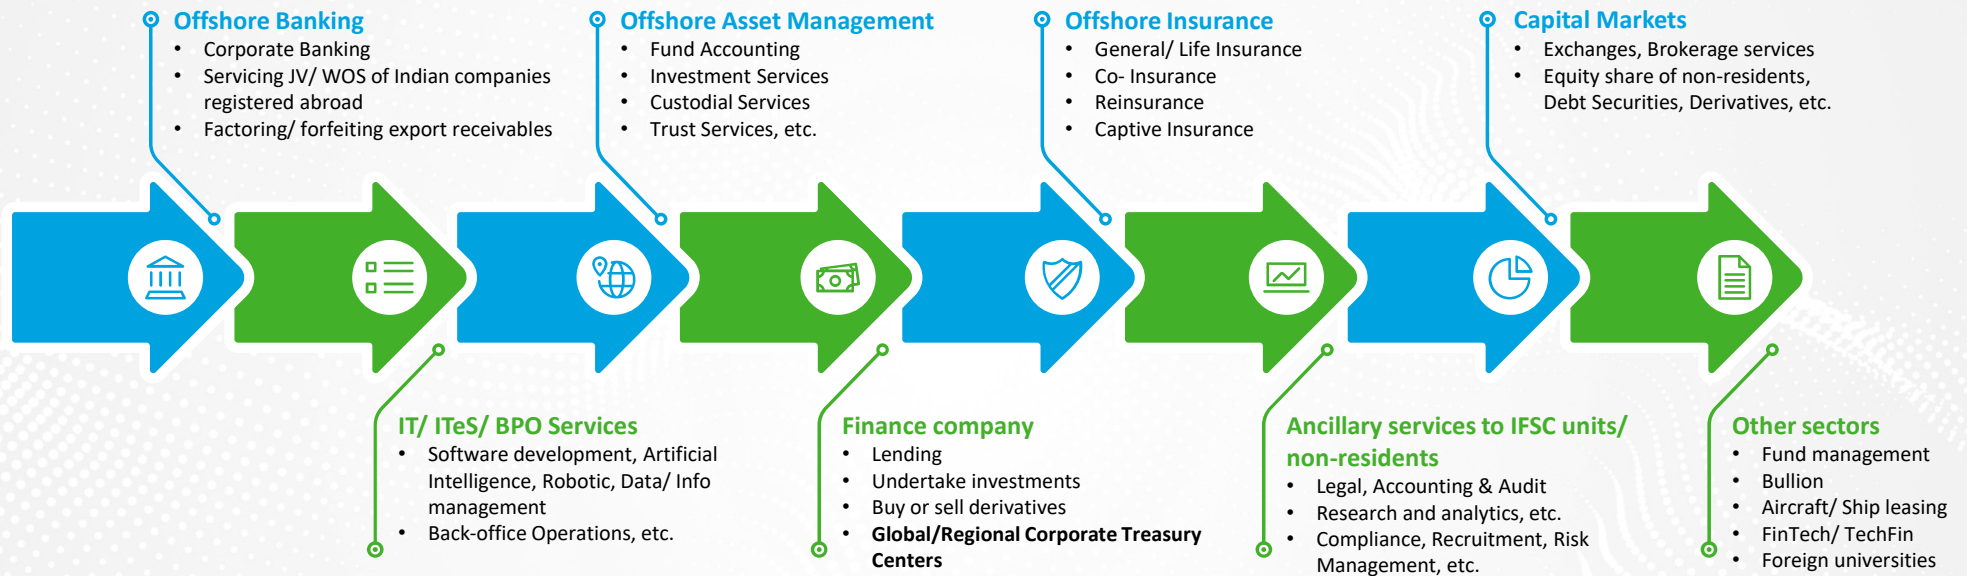 Offshore Banking
• Corporate Banking
• Servicing JV/ WOS of Indian companies
registered abroad
• Factoring/ forfeiting export receivables
Offshore Asset Management
• Fund Accounting
• Investment Services
• Custodial Services
• Trust Services, etc.
Offshore Insurance
• General/ Life Insurance
• Co- Insurance
• Reinsurance
• Captive Insurance
Capital Markets
• Exchanges, Brokerage services
• Equity share of non-residents,
Debt Securities, Derivatives, etc.
IT/ ITeS/ BPO Services
• Software development, Artificial
Intelligence, Robotic, Data/ Info
management
• Back-office Operations, etc.
Finance company
• Lending
• Undertake investments
• Buy or sell derivatives
• Global/Regional Corporate Treasury
Centers
Ancillary services to IFSC units/
non-residents
• Legal, Accounting & Audit
• Research and analytics, etc.
• Compliance, Recruitment, Risk
Management, etc.
Other sectors
• Fund management
• Bullion
• Aircraft/ Ship leasing
• FinTech/ TechFin
• Foreign universities